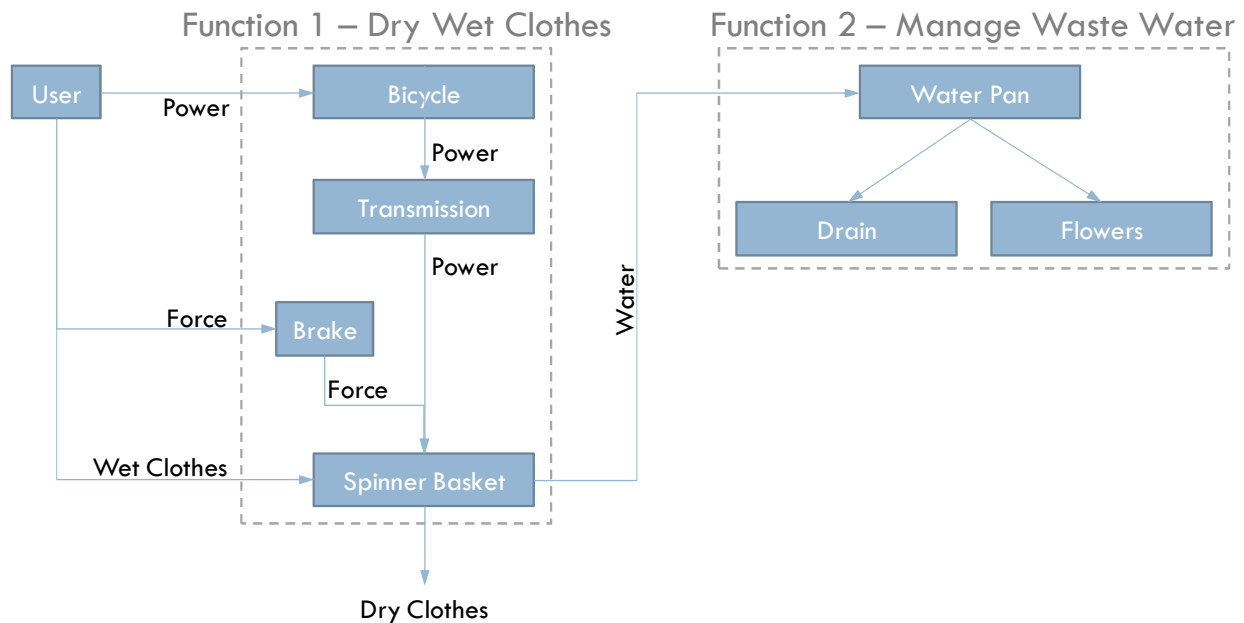 Function 1 – Dry Wet Clothes
Function 2 – Manage Waste Water
User
Power
Bicycle
Water Pan
Power
Transmission
Drain
Flowers
Power
Water
Force
Brake
Force
Wet Clothes
Spinner Basket
Dry Clothes